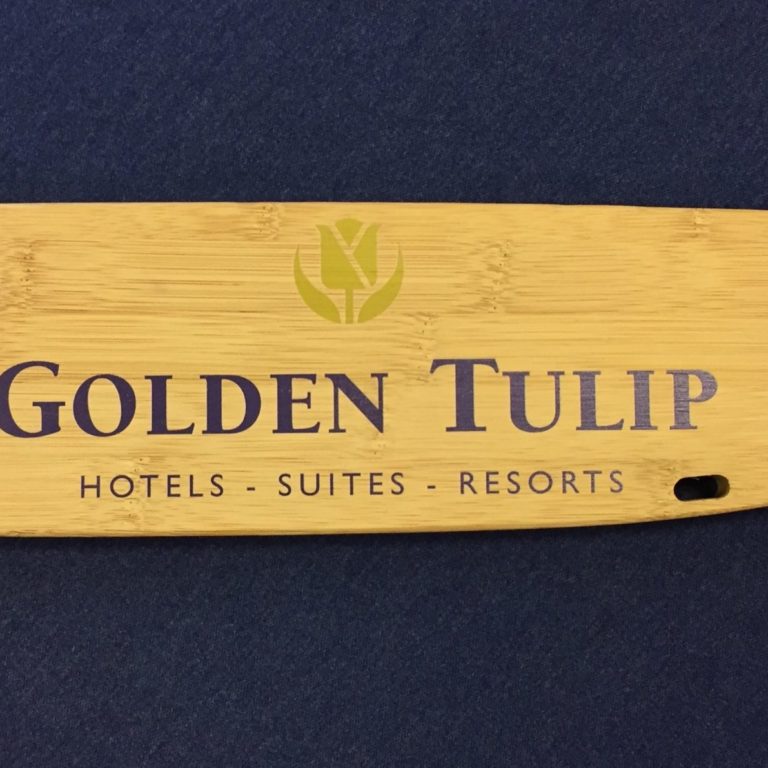 GOLDEN TULIP
HOTELS - SUITES - RESORTS